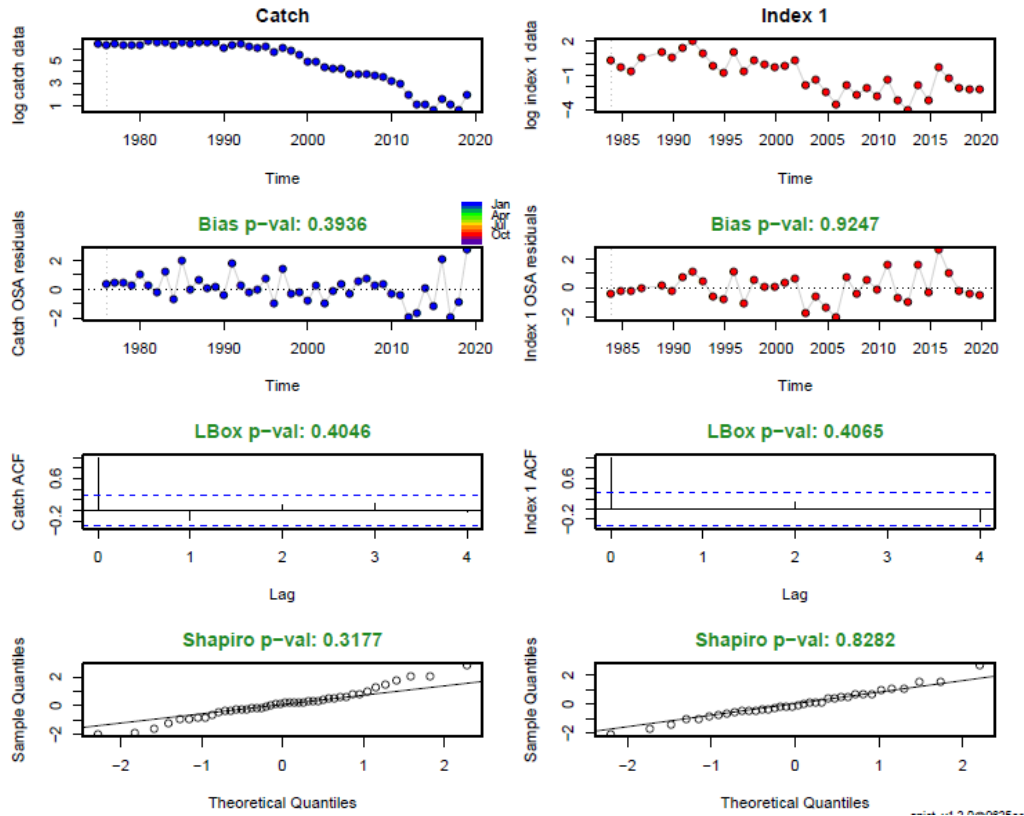 Catch
log catch data
5
3
1
1980 1990 2000 2010 2020
Time
Index 1
log index 1 data
2
−1
−4
1985 1990 1995 2000 2005 2010 2015 2020
Time
Bias p−val: 0.3936
Jan
Apr
Jul
Oct
Catch OSA residuals
2
0
−2
1980 1990 2000 2010 2020
Time
Bias p−val: 0.9247
Index 1 OSA residuals
2
0
−2
1985 1990 1995 2000 2005 2010 2015 2020
Time
LBox p−val: 0.4046
Catch ACF
0.6
−0.2
0 1 2 3 4
Lag
LBox p−val: 0.4065
Index 1 ACF
0.6
−0.2
0 1 2 3 4
Lag
Shapiro p−val: 0.3177
Sample Quantiles
2
0
−2
−2 −1 0 1 2
Theoretical Quantiles
Shapiro p−val: 0.8282
Sample Quantiles
2
0
−2
−2 −1 0 1 2
Theoretical Quantiles